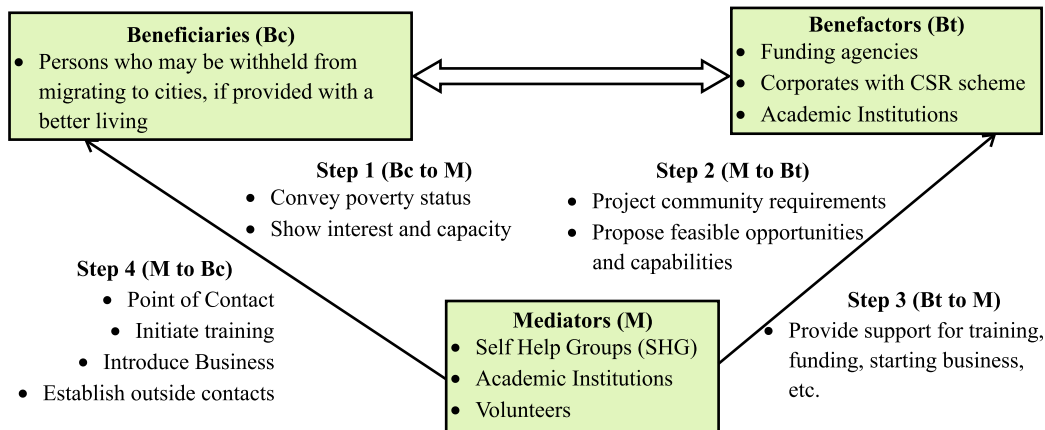 Beneficiaries (Bc)
• Persons who may be withheld from
migrating to cities, if provided with a
better living
Benefactors (Bt)
• Funding agencies
• Corporates with CSR scheme
• Academic Institutions
Step 1 (Bc to M)
• Convey poverty status
• Show interest and capacity
Step 2 (M to Bt)
• Project community requirements
• Propose feasible opportunities
and capabilities
Step 4 (M to Bc)
• Point of Contact
• Initiate training
• Introduce Business
• Establish outside contacts
Mediators (M)
• Self Help Groups (SHG)
• Academic Institutions
• Volunteers
Step 3 (Bt to M)
• Provide support for training,
funding, starting business,
etc.